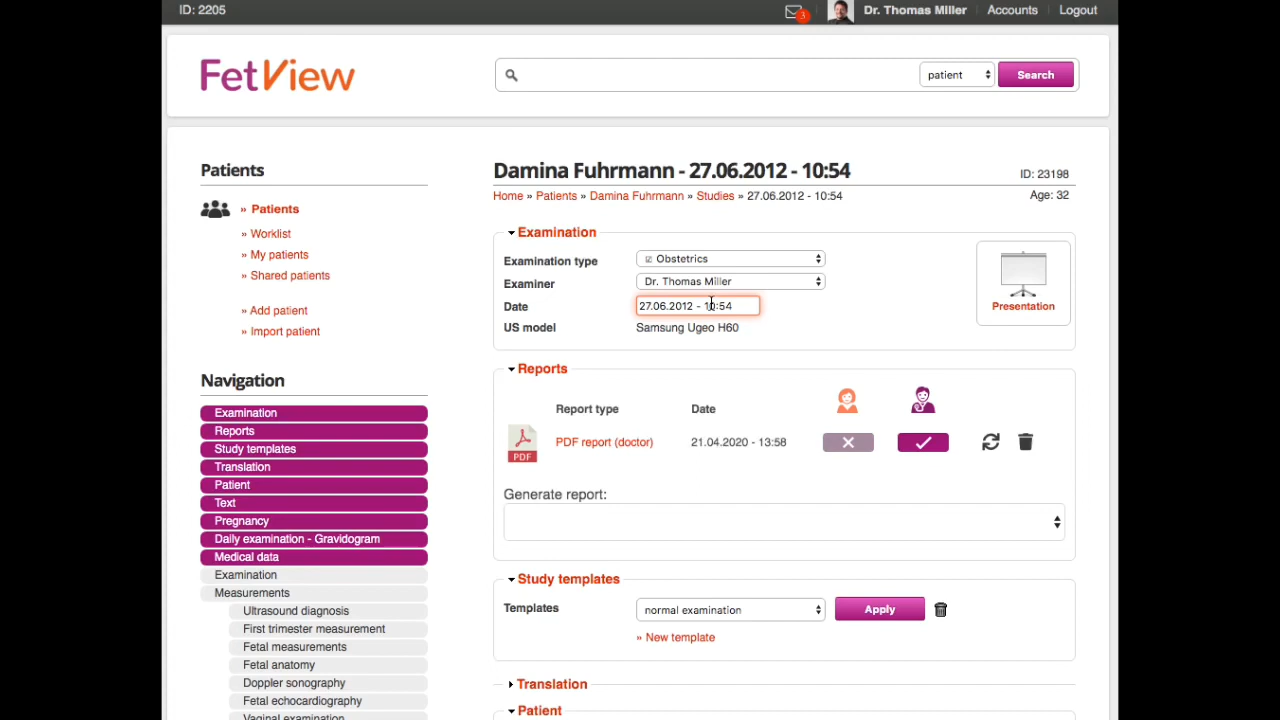 ID: 2205
3
Dr. Thomas Miller
Accounts
Logout
FetView
patient
Search
Patients
» Patients
» Worklist
» My patients
» Shared patients
» Add patient
» Import patient
Navigation
Examination
Reports
Study templates
Translation
Patient
Text
Pregnancy
Daily examination - Gravidogram
Medical data
Examination
Measurements
Ultrasound diagnosis
First trimester measurement
Fetal measurements
Fetal anatomy
Doppler sonography
Fetal echocardiography
Vaginal examination
Damina Fuhrmann - 27.06.2012 - 10:54
ID: 23198
Home » Patients » Damina Fuhrmann » Studies » 27.06.2012 - 10:54
Age: 32
Examination
Examination type Obstetrics
Examiner Dr. Thomas Miller
Date 27.06.2012 - 10:54
US model Samsung Ugeo H60
Presentation
Reports
Report type Date
PDF
PDF report (doctor) 21.04.2020 - 13:58
Generate report:
Study templates
Templates normal examination Apply
» New template
Translation
Patient